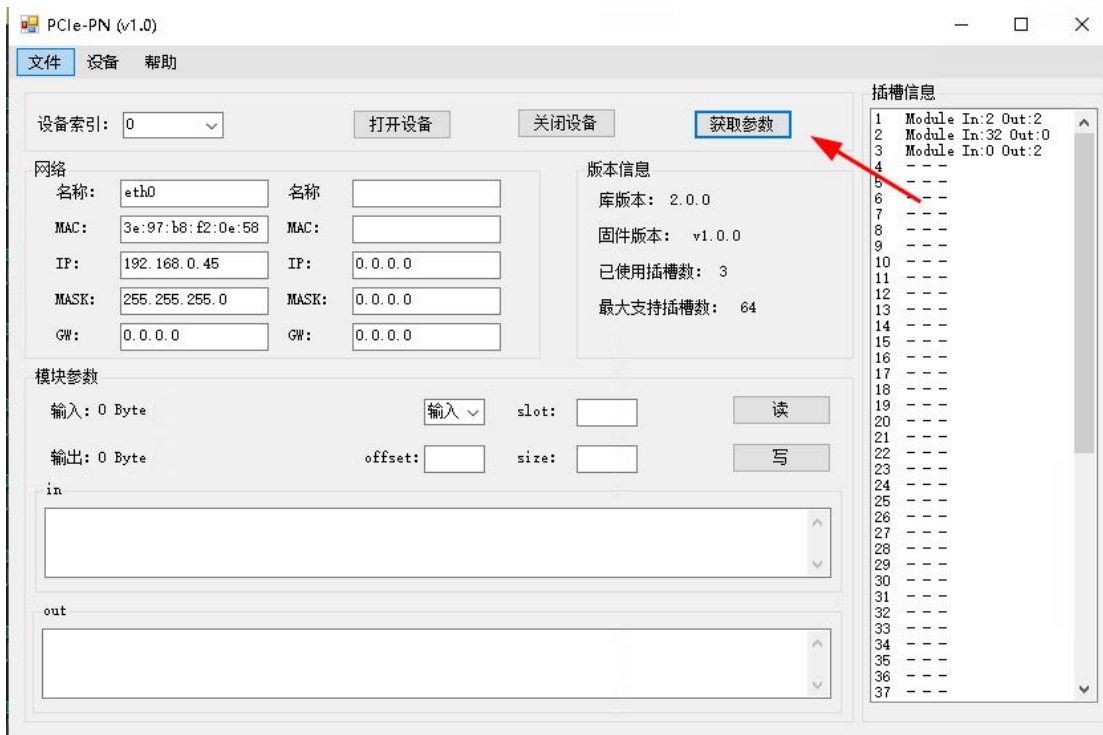 PCIe-PN (v1.0)
文件 设备 帮助
设备索引: 0 打开设备 关闭设备 获取参数
网络
名称: eth0 名称
MAC: 3e:97:b8:f2:0e:58 MAC:
IP: 192.168.0.45 IP: 0.0.0.0
MASK: 255.255.255.0 MASK: 0.0.0.0
GW: 0.0.0.0 GW: 0.0.0.0
版本信息
库版本: 2.0.0
固件版本: v1.0.0
已使用插槽数: 3
最大支持插槽数: 64
模块参数
输入: 0 Byte 输入 slot: 读
输出: 0 Byte offset: size: 写
in
out
插槽信息
1 Module In:2 Out:2
2 Module In:32 Out:0
3 Module In:0 Out:2
4 - - -
5 - - -
6 - - -
7 - - -
8 - - -
9 - - -
10 - - -
11 - - -
12 - - -
13 - - -
14 - - -
15 - - -
16 - - -
17 - - -
18 - - -
19 - - -
20 - - -
21 - - -
22 - - -
23 - - -
24 - - -
25 - - -
26 - - -
27 - - -
28 - - -
29 - - -
30 - - -
31 - - -
32 - - -
33 - - -
34 - - -
35 - - -
36 - - -
37 - - -